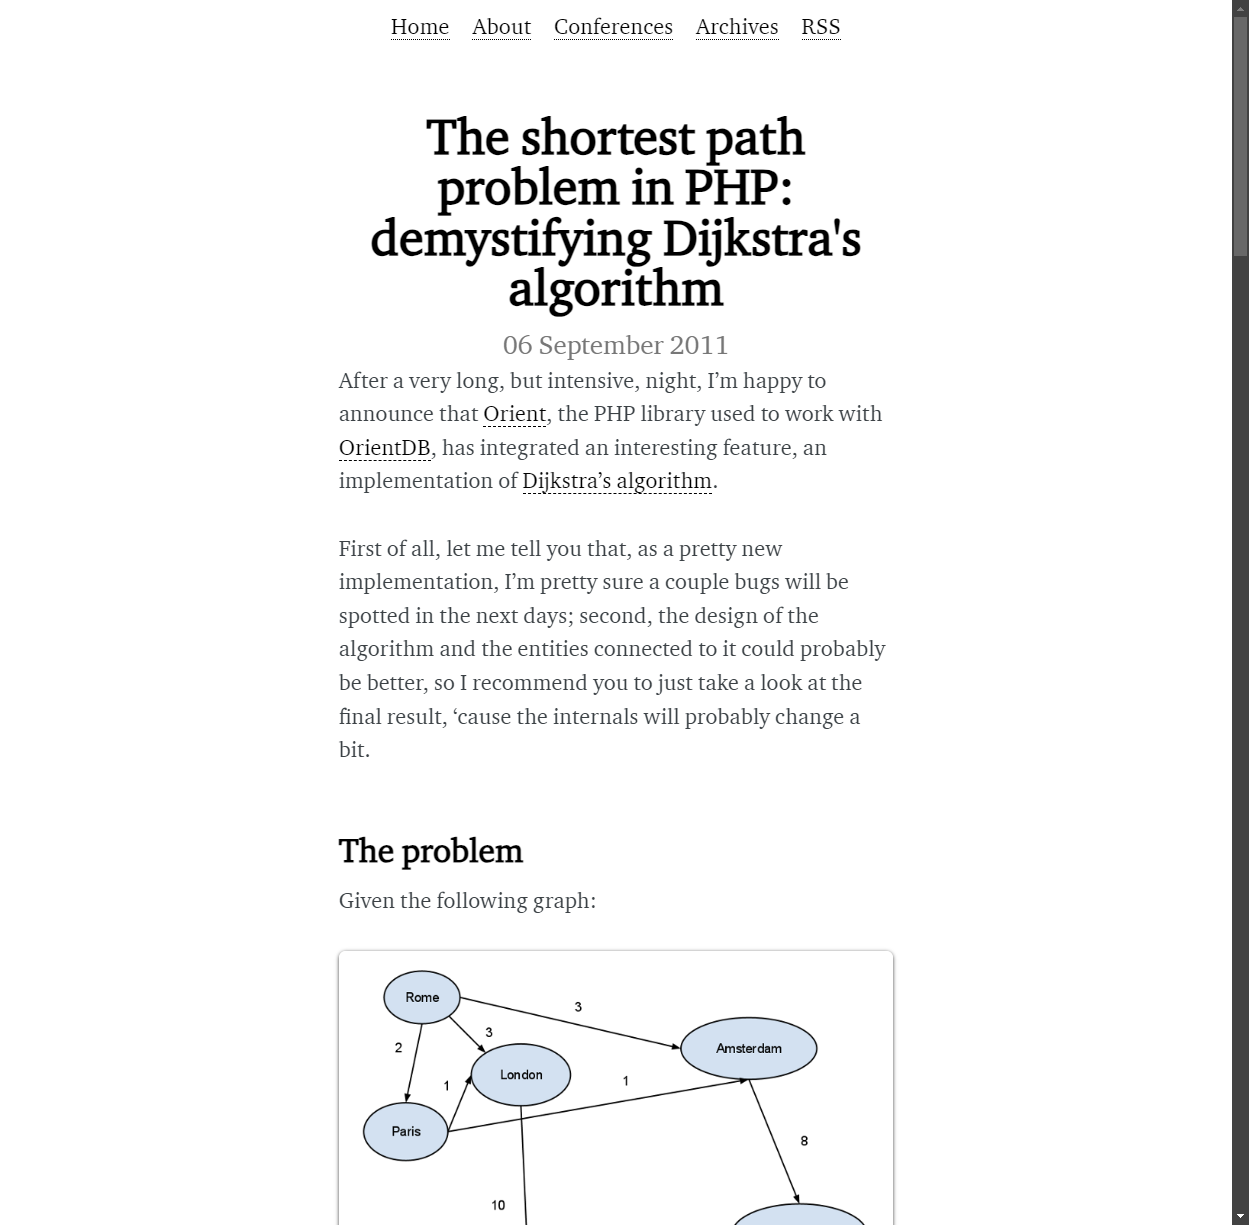 Home About Conferences Archives RSS
The shortest path
problem in PHP:
demystifying Dijkstra's
algorithm
06 September 2011
After a very long, but intensive, night, I’m happy to
announce that Orient, the PHP library used to work with
OrientDB, has integrated an interesting feature, an
implementation of Dijkstra’s algorithm.
First of all, let me tell you that, as a pretty new
implementation, I’m pretty sure a couple bugs will be
spotted in the next days; second, the design of the
algorithm and the entities connected to it could probably
be better, so I recommend you to just take a look at the
final result, ‘cause the internals will probably change a
bit.
The problem
Given the following graph:
Rome
3
3
2
Amsterdam
London
1
1
Paris
8
10